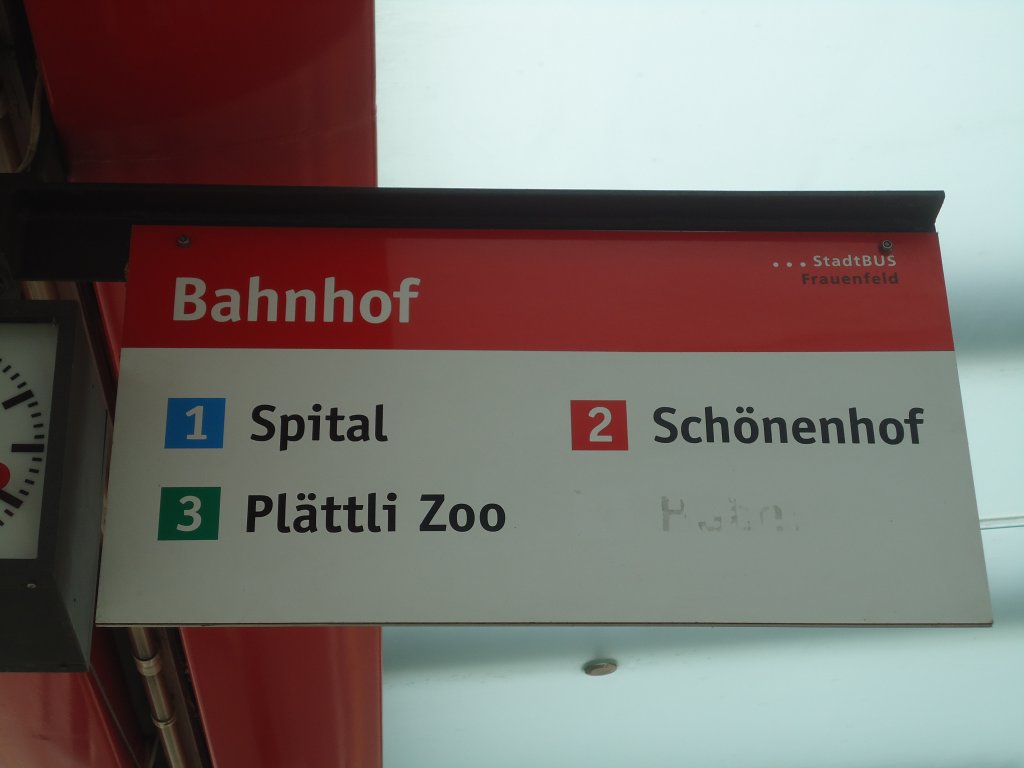 Bahnhof
...StadtBUS
Frauenfeld
1 Spital
2 Schönenhof
3 Plättli Zoo